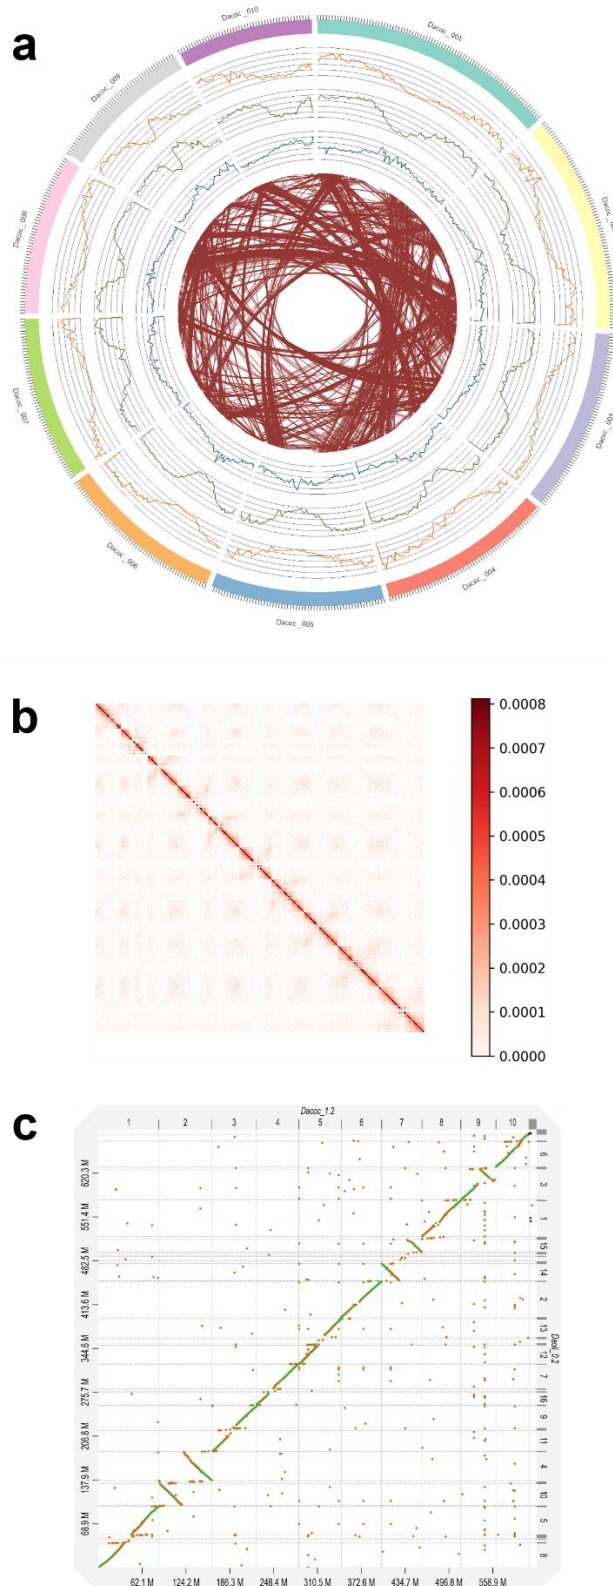 a
Dacoc_010
Dacoc_001
Dacoc_009
Dacoc_008
Dacoc_003
Dacoc_007
Dacoc_004
Dacoc_006
Dacoc_005
b
0.0008
0.0007
0.0006
0.0005
0.0004
0.0003
0.0002
0.0001
0.0000
c
Dacoc_1.2
1 2 3 4 5 6 7 8 9 10
620.3 M
551.4 M
482.5 M
413.6 M
344.6 M
275.7 M
206.8 M
137.9 M
68.9 M
6
3
1
15
14
2
13
12
7
16
9
11
4
10
5
8
Daoli_0.2
62.1 M 124.2 M 186.3 M 248.4 M 310.5 M 372.6 M 434.7 M 496.8 M 558.9 M